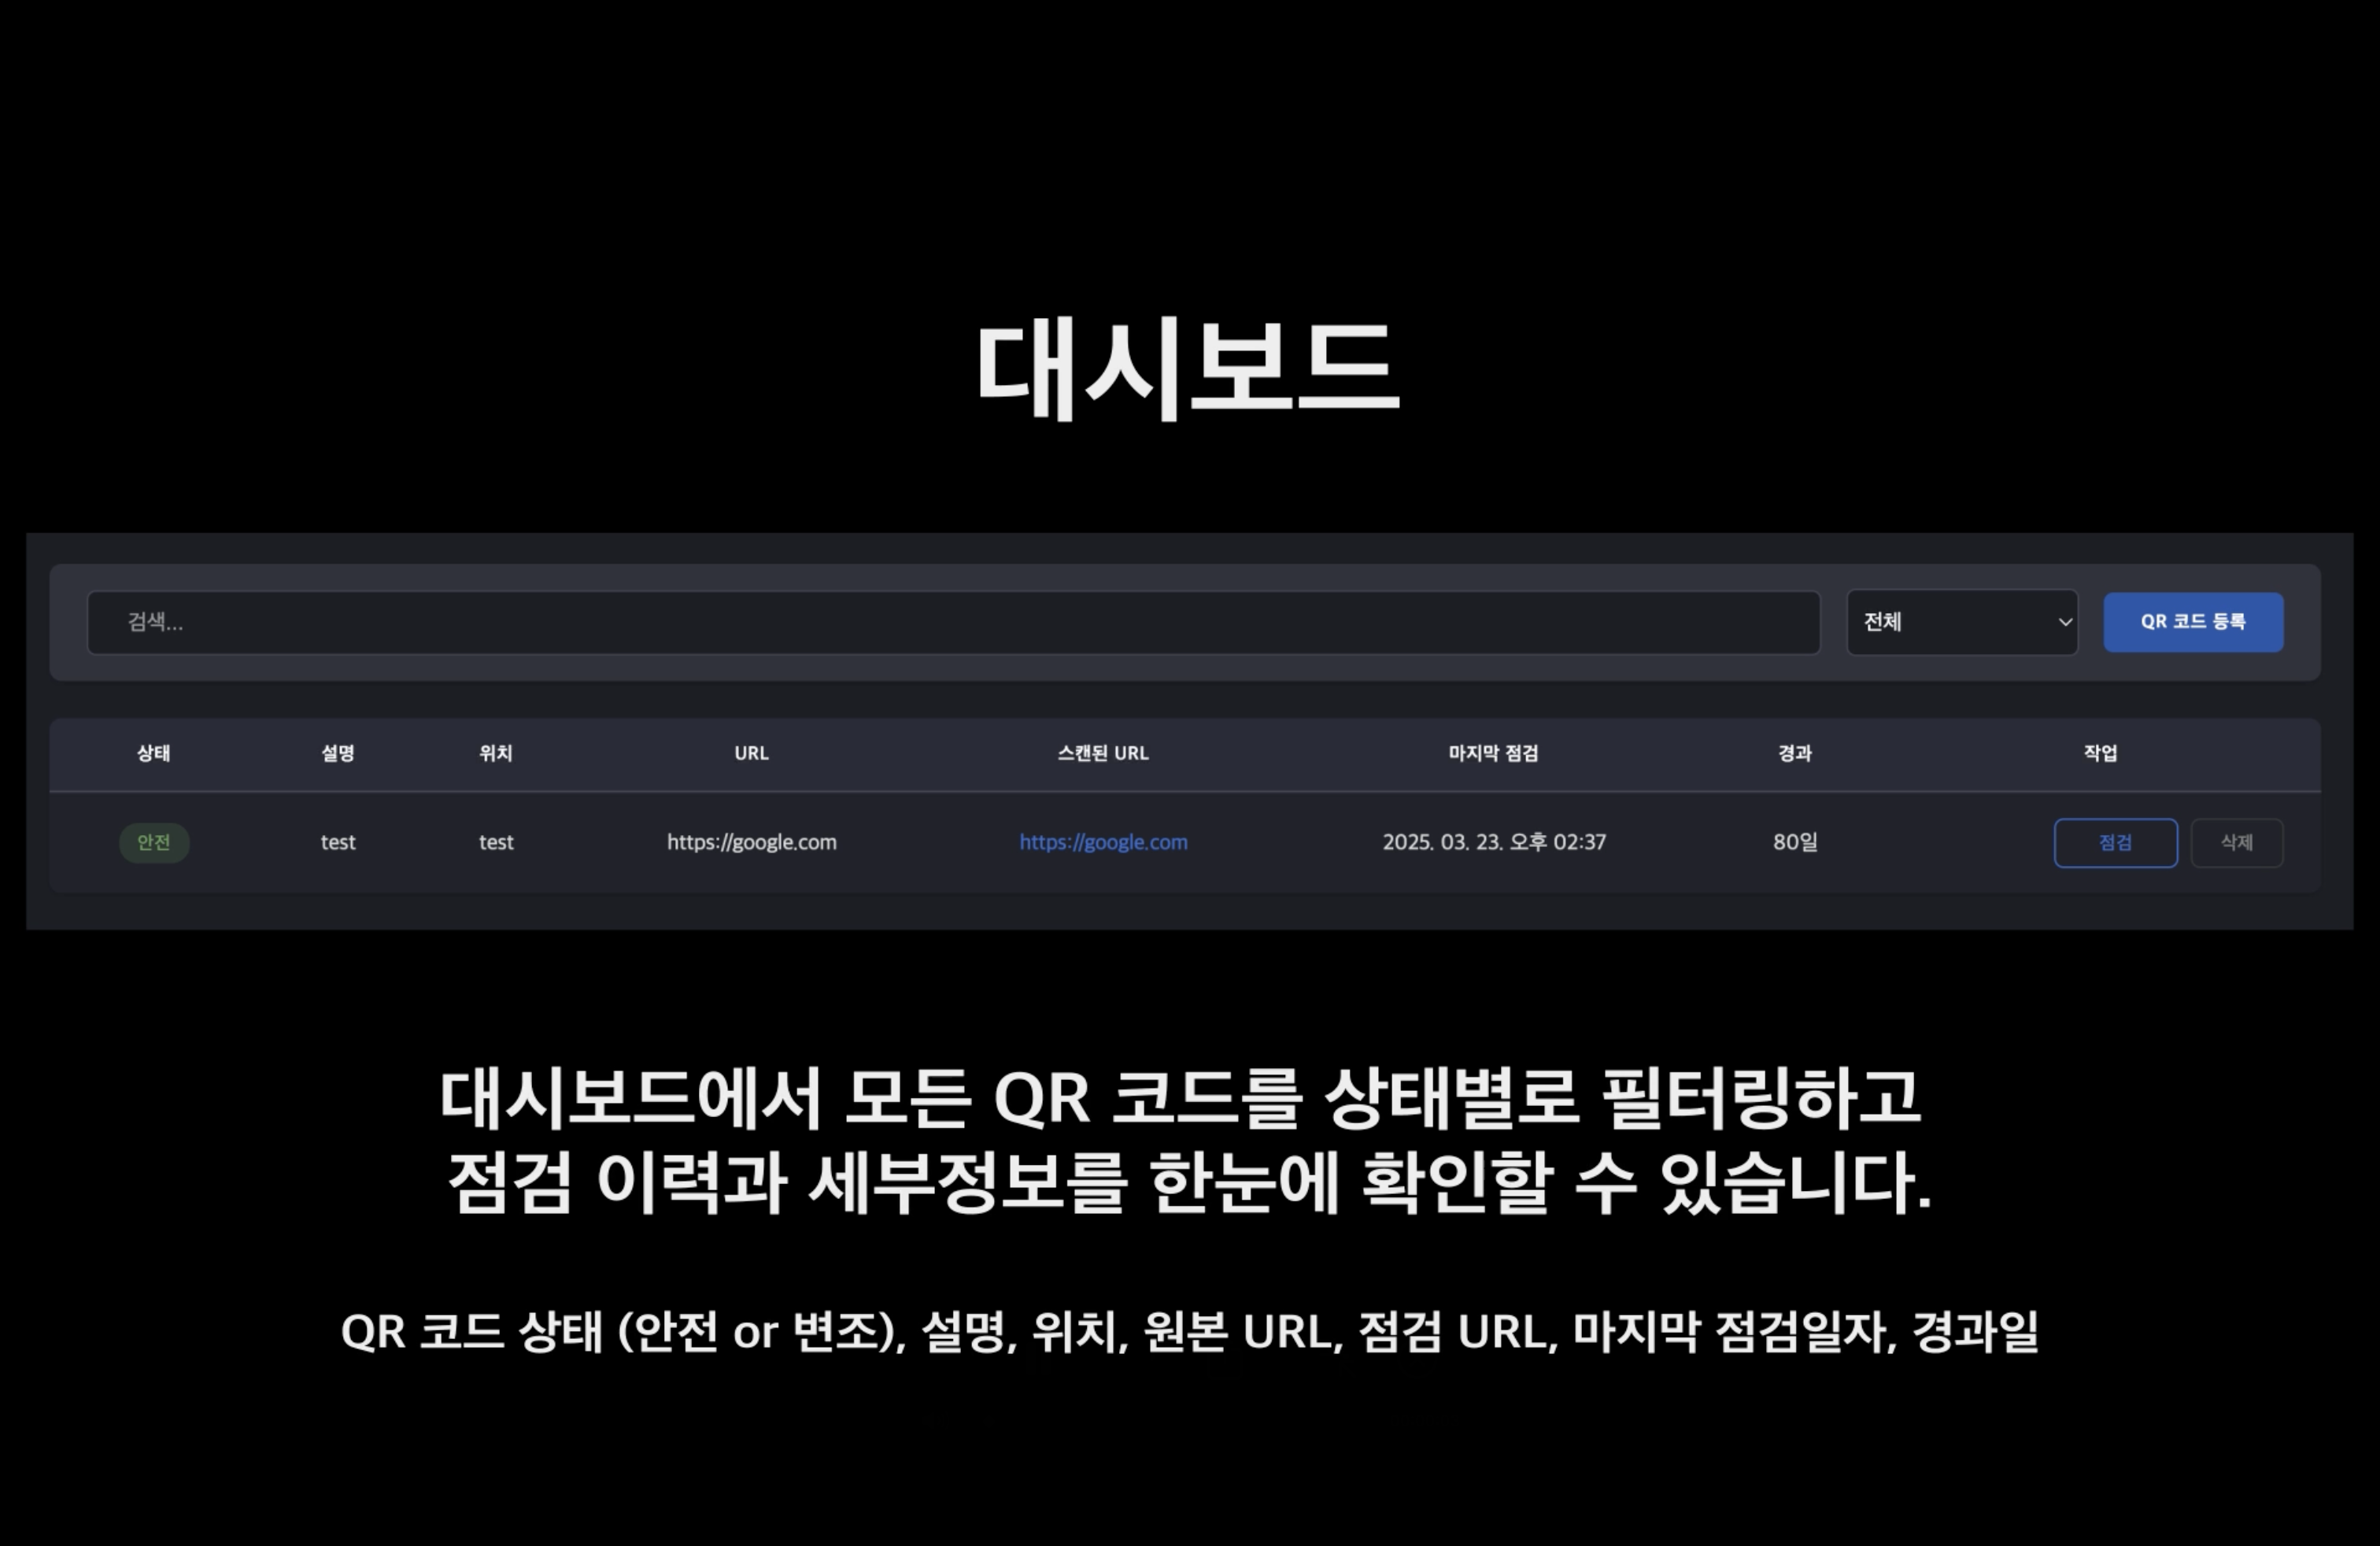 대시보드
검색...
전체
QR 코드 등록
상태 설명 위치 URL 스캔된 URL 마지막 점검 경과 작업
안전 test test https://google.com https://google.com 2025. 03. 23. 오후 02:37 80일 점검 삭제
대시보드에서 모든 QR 코드를 상태별로 필터링하고
점검 이력과 세부정보를 한눈에 확인할 수 있습니다.
QR 코드 상태 (안전 or 변조), 설명, 위치, 원본 URL, 점검 URL, 마지막 점검일자, 경과일